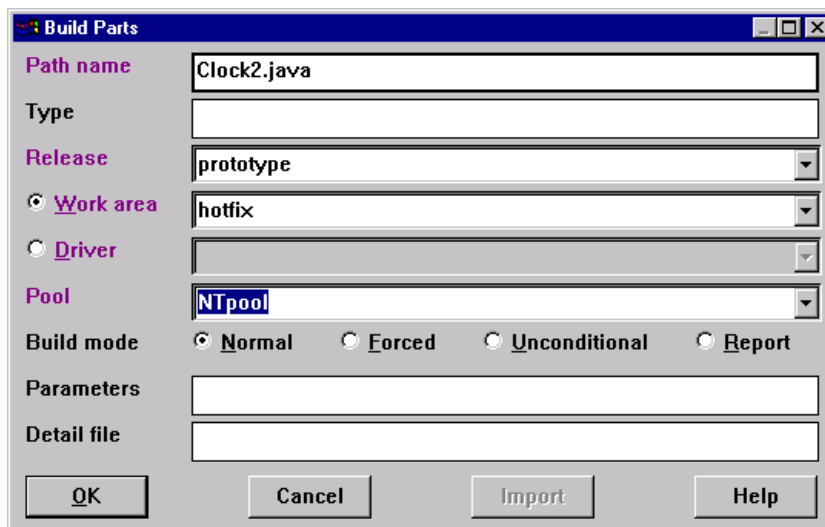 Build Parts
Path name Clock2.java
Type
Release prototype
Work area hotfix
Driver
Pool NTpool
Build mode Normal Forced Unconditional Report
Parameters
Detail file
OK Cancel Import Help